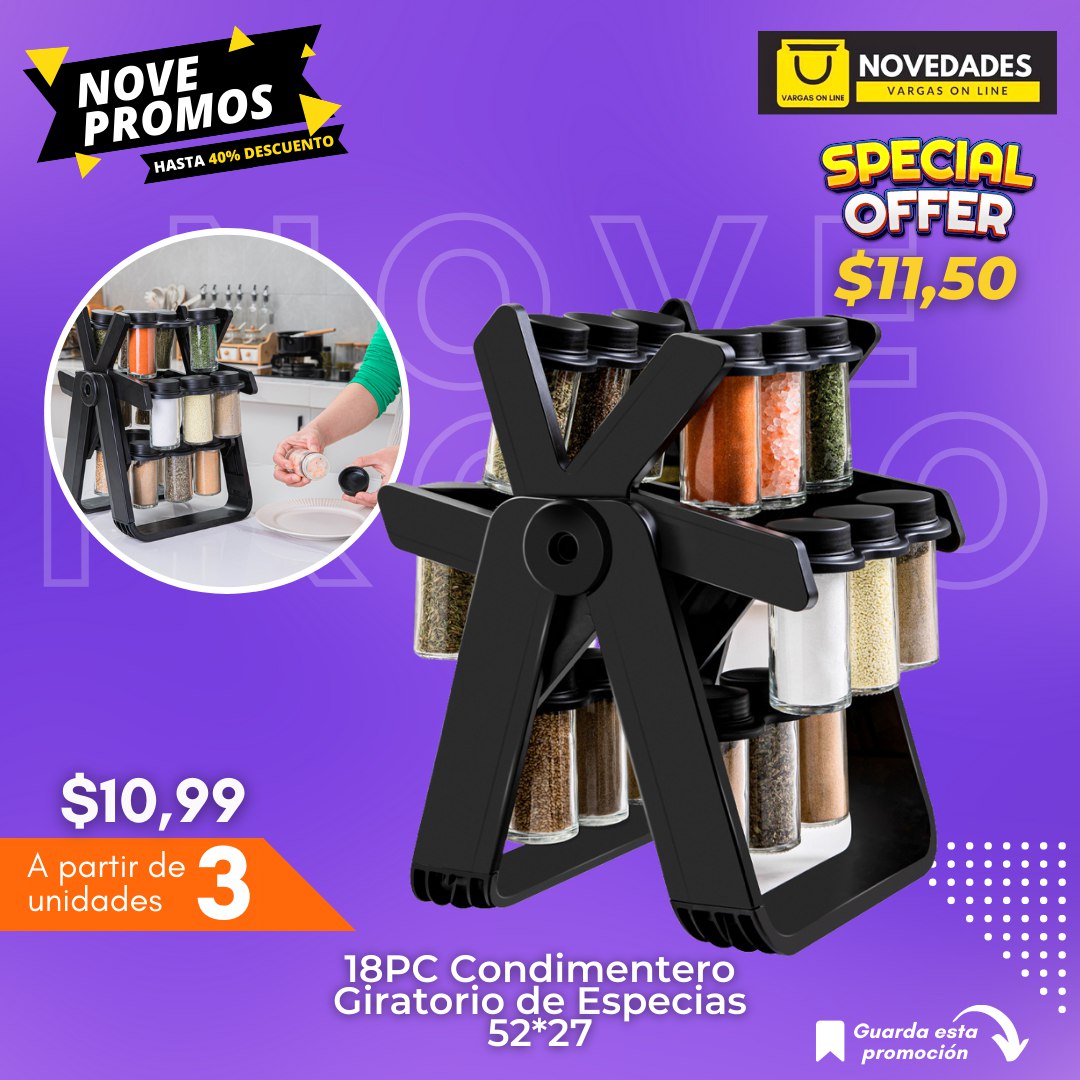 NOVE
PROMOS
HASTA 40% DESCUENTO
VARGAS ON LINE
NOVEDADES
VARGAS ON LINE
SPECIAL
OFFER
$11,50
NOVE
PROMO
$10,99
A partir de
unidades
3
18PC Condimentero
Giratorio de Especias
52*27
Guarda esta
promoción